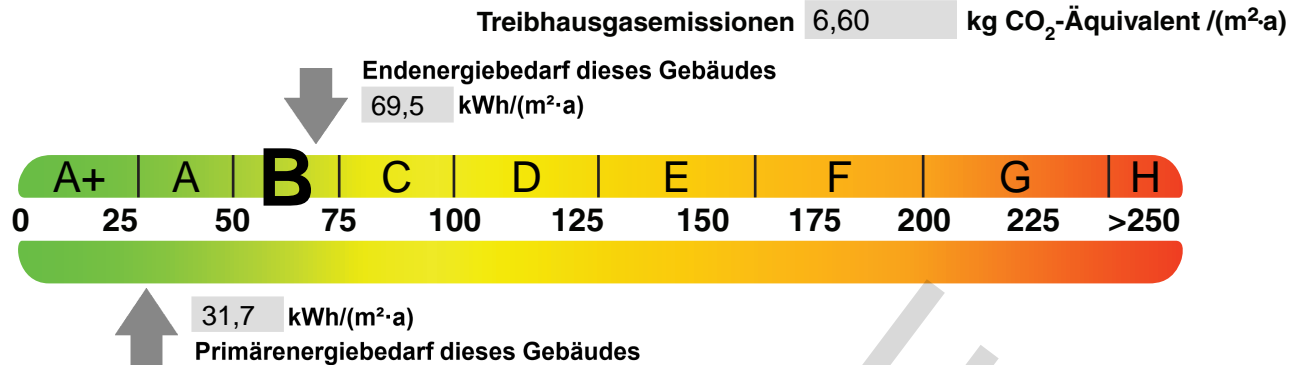 Treibhausgasemissionen 6,60 kg CO₂-Äquivalent /(m²·a)
Endenergiebedarf dieses Gebäudes
69,5 kWh/(m²·a)
A+ A B C D E F G H
0 25 50 75 100 125 150 175 200 225 >250
31,7 kWh/(m²·a)
Primärenergiebedarf dieses Gebäudes